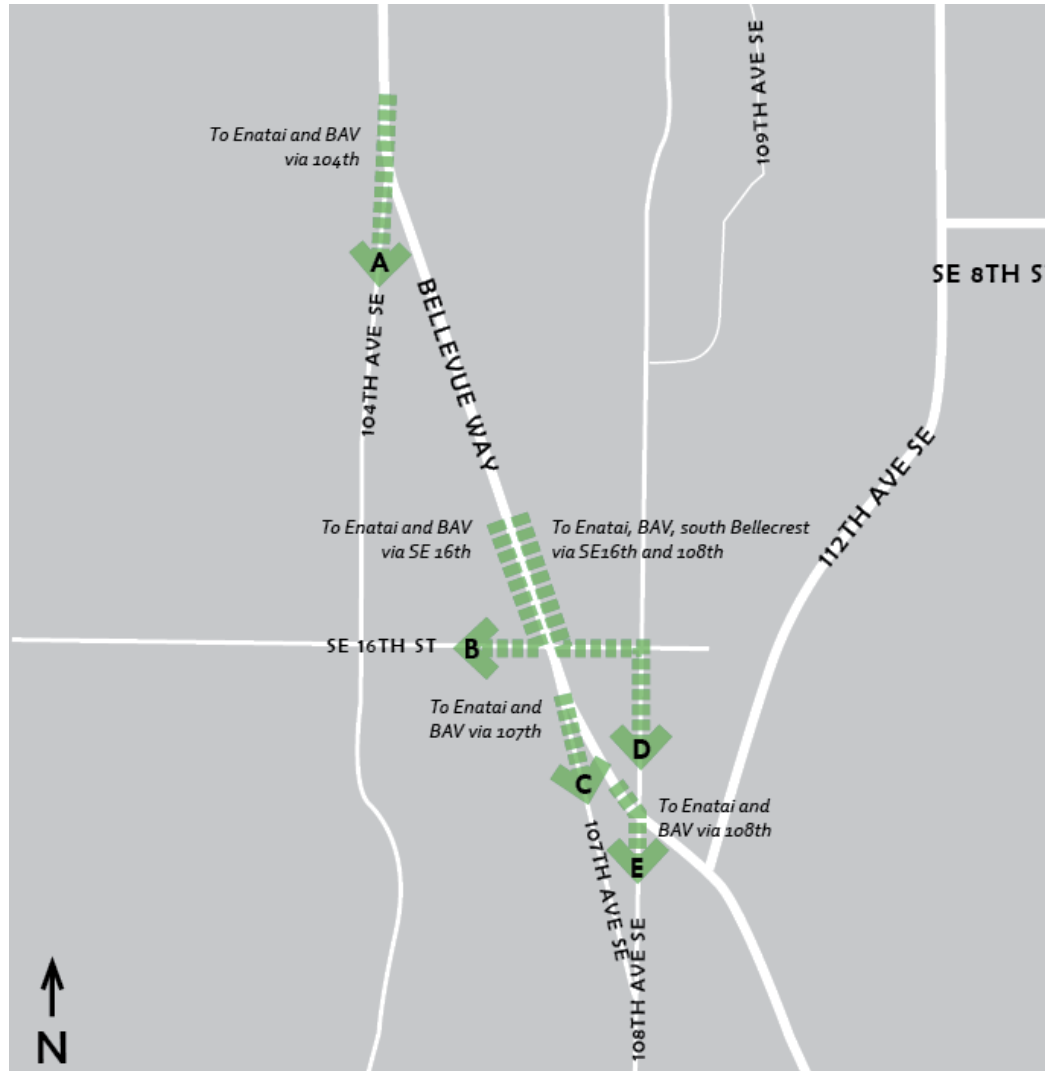 109TH AVE SE
To Enatai and BAV
via 104th
A
SE 8TH S
BELLEVUE WAY
104TH AVE SE
112TH AVE SE
To Enatai and BAV
via SE 16th
To Enatai, BAV, south Bellecrest
via SE16th and 108th
SE 16TH ST
B
To Enatai and
BAV via 107th
D
C
To Enatai and
BAV via 108th
E
107TH AVE SE
108TH AVE SE
N